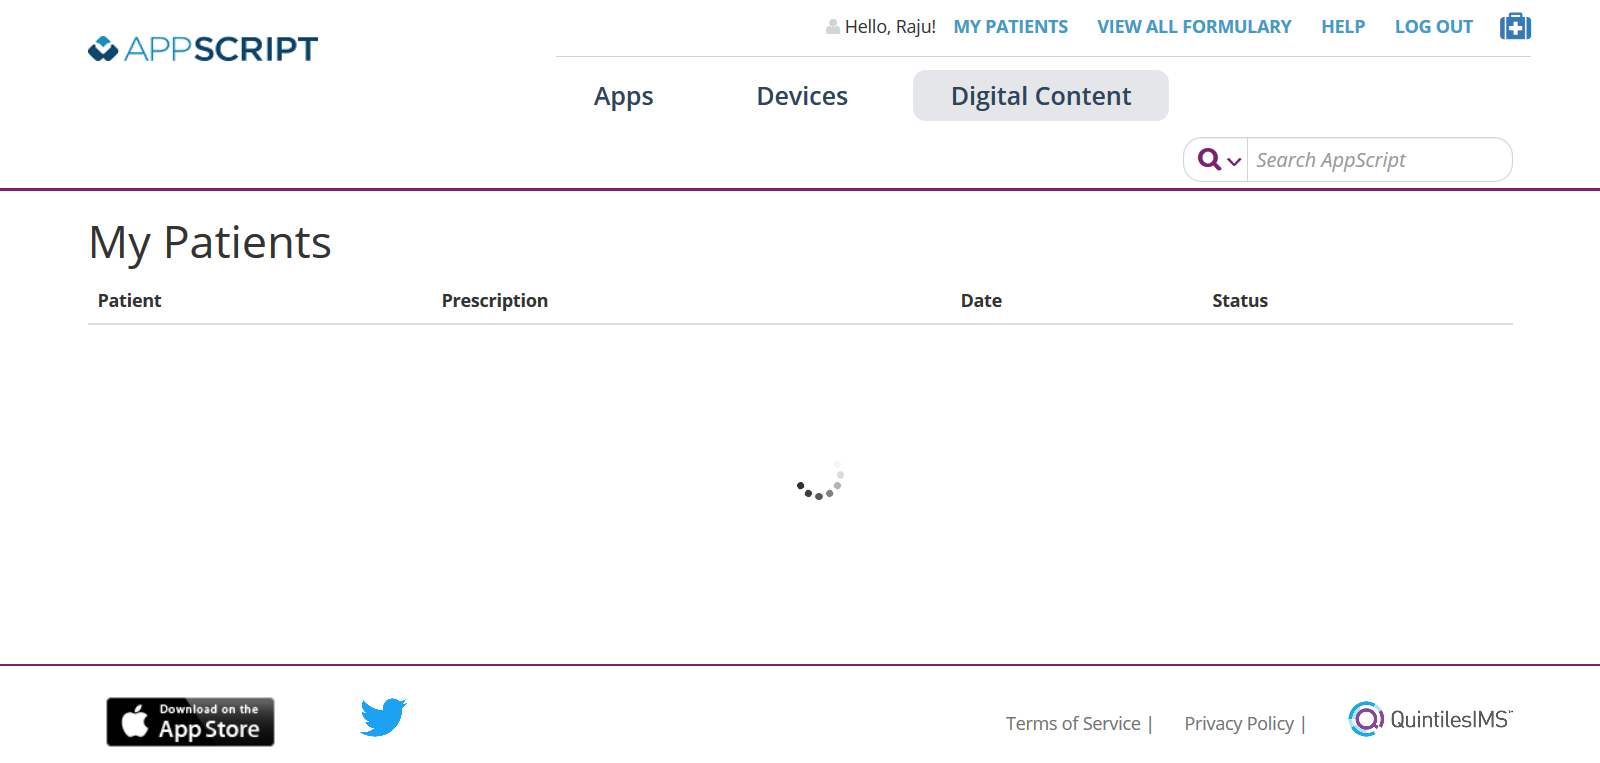 APPSCRIPT
Hello, Raju! MY PATIENTS VIEW ALL FORMULARY HELP LOG OUT
Apps Devices Digital Content
Search AppScript
My Patients
Patient Prescription Date Status
Download on the
App Store
Terms of Service | Privacy Policy |
QuintilesIMS™